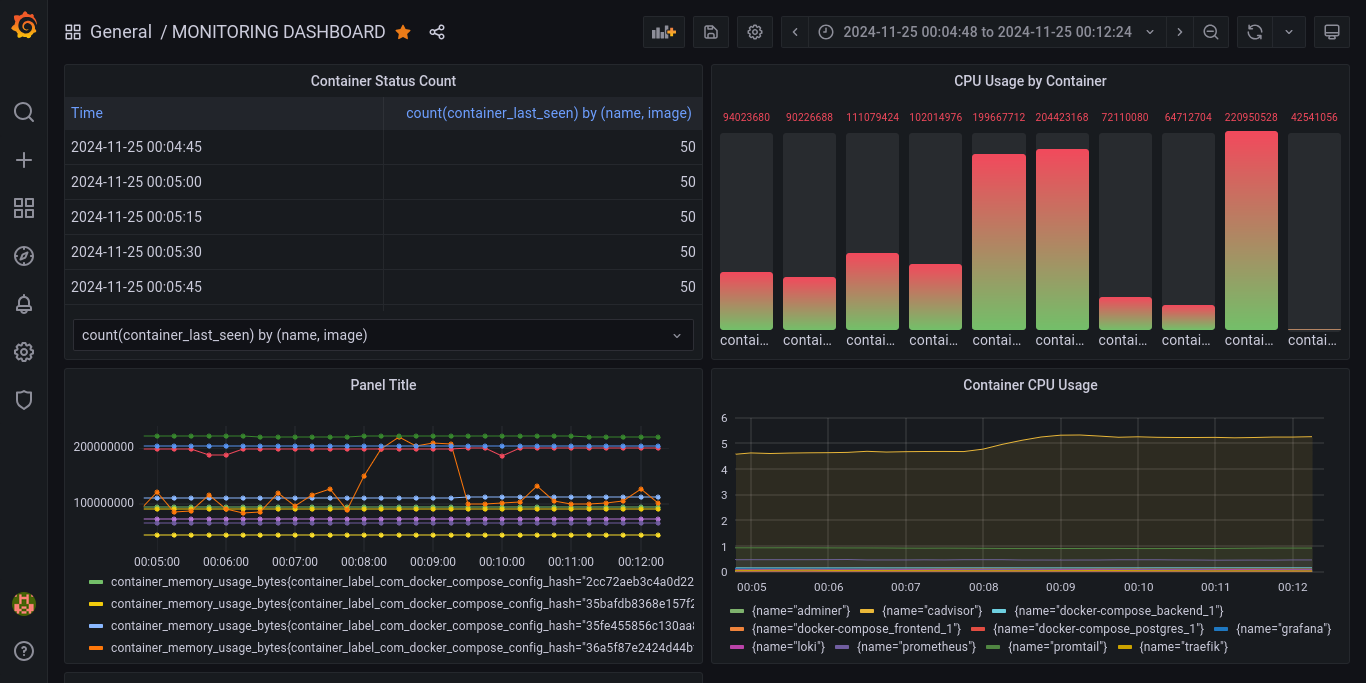 General / MONITORING DASHBOARD
2024-11-25 00:04:48 to 2024-11-25 00:12:24
Container Status Count
Time count(container_last_seen) by (name, image)
2024-11-25 00:04:45 50
2024-11-25 00:05:00 50
2024-11-25 00:05:15 50
2024-11-25 00:05:30 50
2024-11-25 00:05:45 50
count(container_last_seen) by (name, image)
CPU Usage by Container
94023680 90226688 111079424 102014976 199667712 204423168 72110080 64712704 220950528 42541056
contai... contai... contai... contai... contai... contai... contai... contai... contai... contai...
Panel Title
200000000
100000000
00:05:00 00:06:00 00:07:00 00:08:00 00:09:00 00:10:00 00:11:00 00:12:00
container_memory_usage_bytes{container_label_com_docker_compose_config_hash="2cc72aeb3c4a0d22
container_memory_usage_bytes{container_label_com_docker_compose_config_hash="35bafdb8368e157f2
container_memory_usage_bytes{container_label_com_docker_compose_config_hash="35fe455856c130aa8
container_memory_usage_bytes{container_label_com_docker_compose_config_hash="36a5f87e2424d44b
Container CPU Usage
6
5
4
3
2
1
0
00:05 00:06 00:07 00:08 00:09 00:10 00:11 00:12
{name="adminer"} {name="cadvisor"} {name="docker-compose_backend_1"}
{name="docker-compose_frontend_1"} {name="docker-compose_postgres_1"} {name="grafana"}
{name="loki"} {name="prometheus"} {name="promtail"} {name="traefik"}